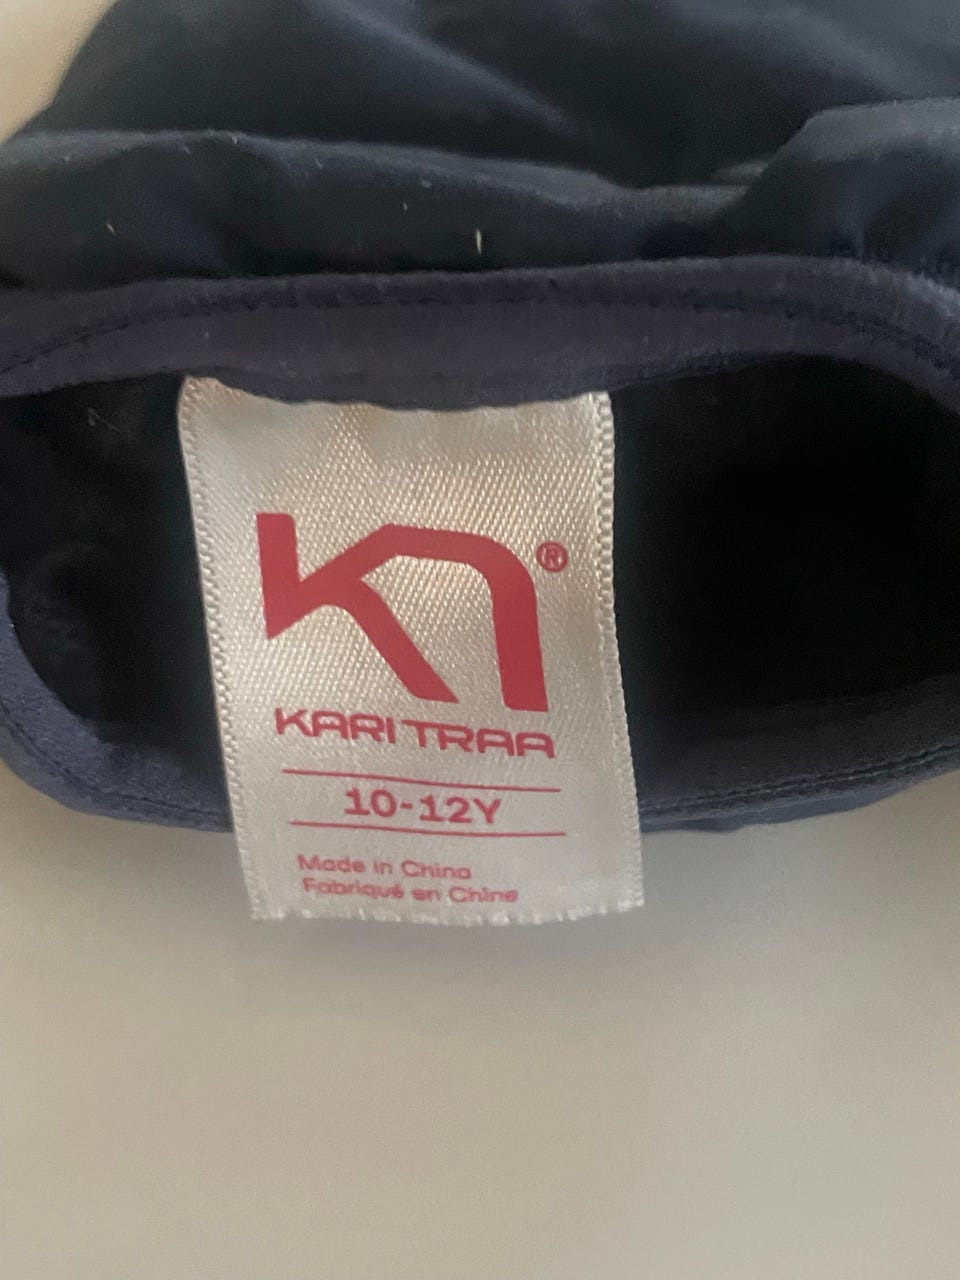 ®
KARI TRAA
10-12Y
Made in China
Fabriqué en Chine